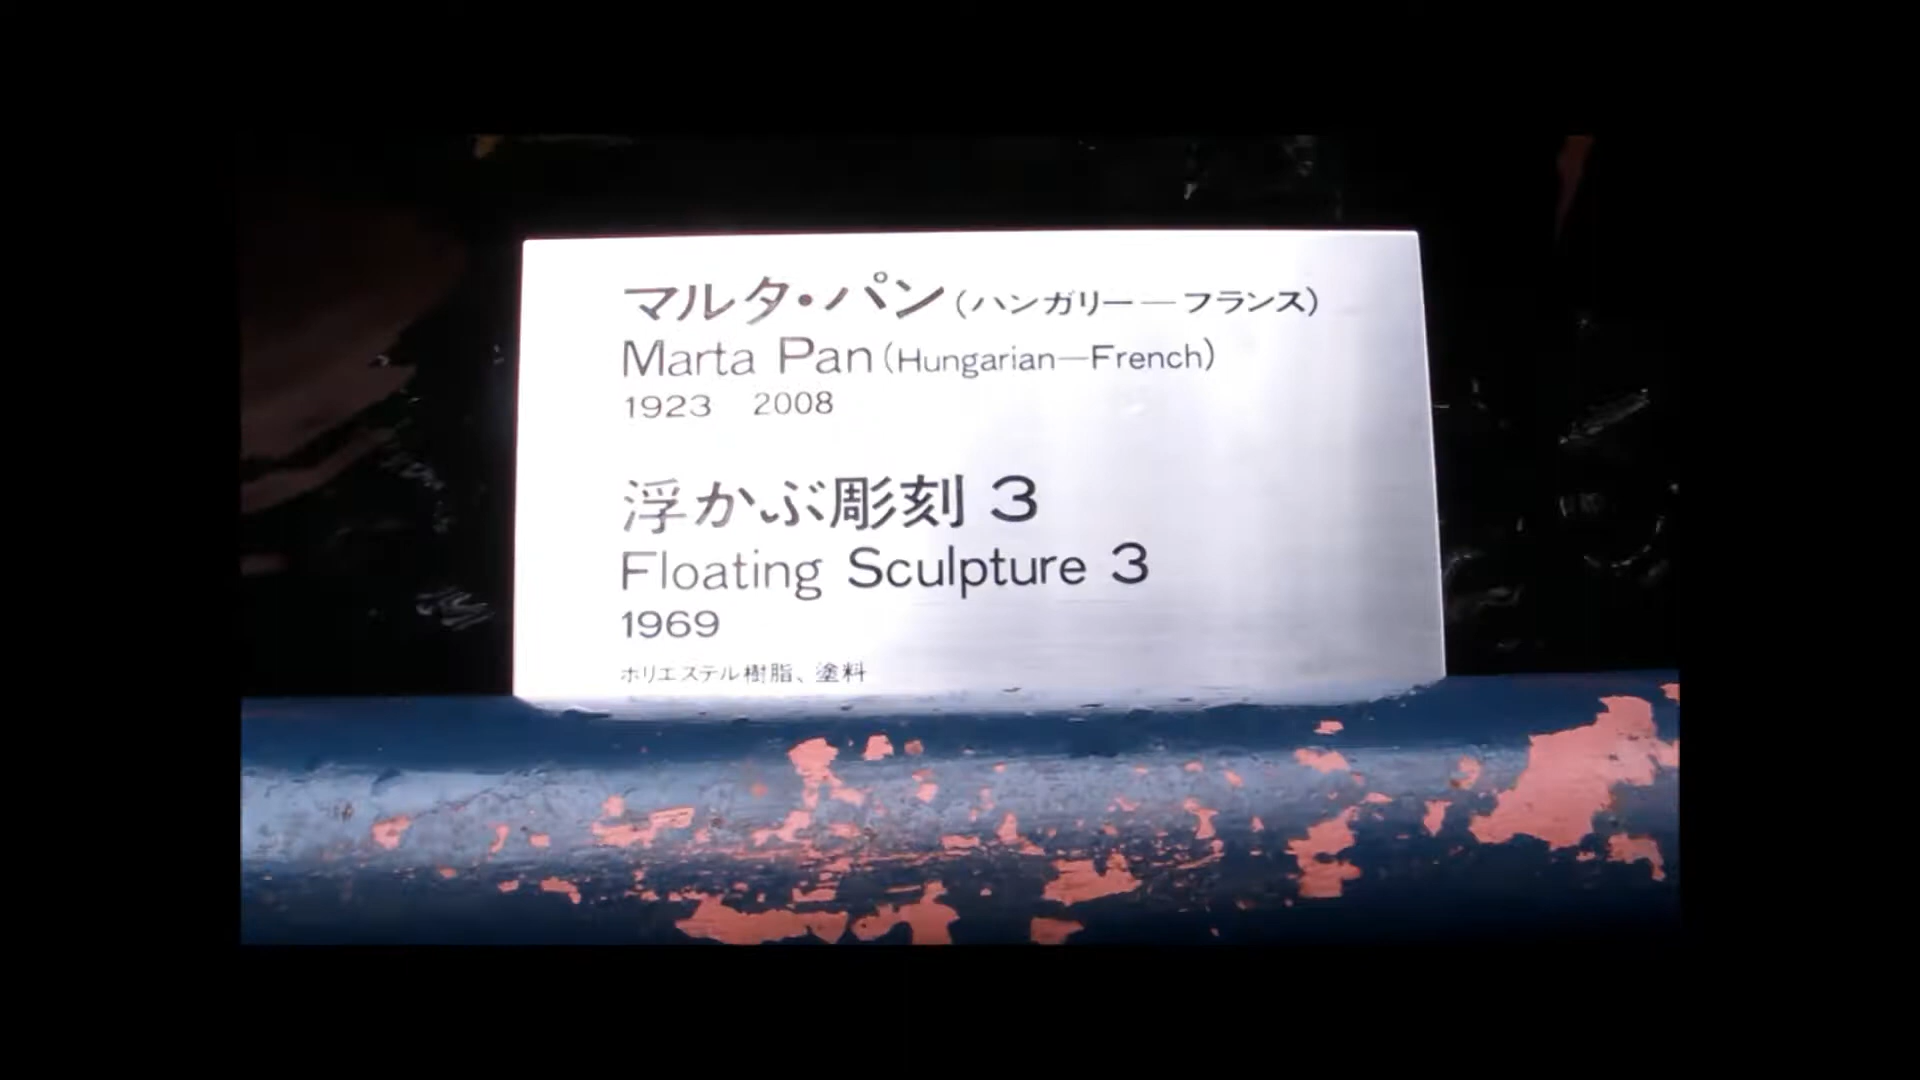 マルタ・パン(ハンガリー―フランス)
Marta Pan (Hungarian—French)
1923 2008
浮かぶ彫刻 3
Floating Sculpture 3
1969
ポリエステル樹脂、塗料